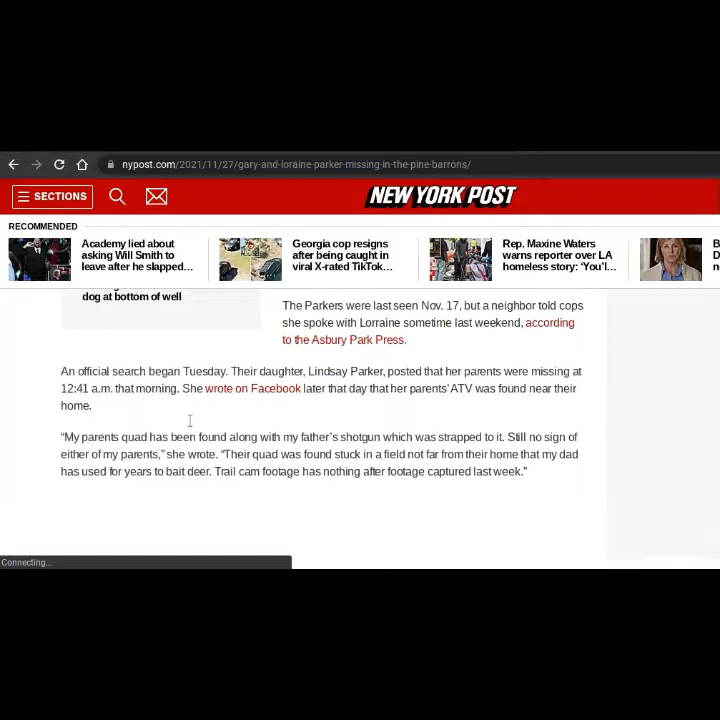 nypost.com/2021/11/27/gary-and-loraine-parker-missing-in-the-pine-barrons/
SECTIONS
NEW YORK POST
RECOMMENDED
Academy lied about
asking Will Smith to
leave after he slapped...
Georgia cop resigns
after being caught in
viral X-rated TikTok...
Rep. Maxine Waters
warns reporter over LA
homeless story: ‘You’l...
dog at bottom of well
The Parkers were last seen Nov. 17, but a neighbor told cops
she spoke with Lorraine sometime last weekend, according
to the Asbury Park Press.
An official search began Tuesday. Their daughter, Lindsay Parker, posted that her parents were missing at
12:41 a.m. that morning. She wrote on Facebook later that day that her parents’ ATV was found near their
home.
“My parents quad has been found along with my father’s shotgun which was strapped to it. Still no sign of
either of my parents,” she wrote. “Their quad was found stuck in a field not far from their home that my dad
has used for years to bait deer. Trail cam footage has nothing after footage captured last week.”
Connecting...